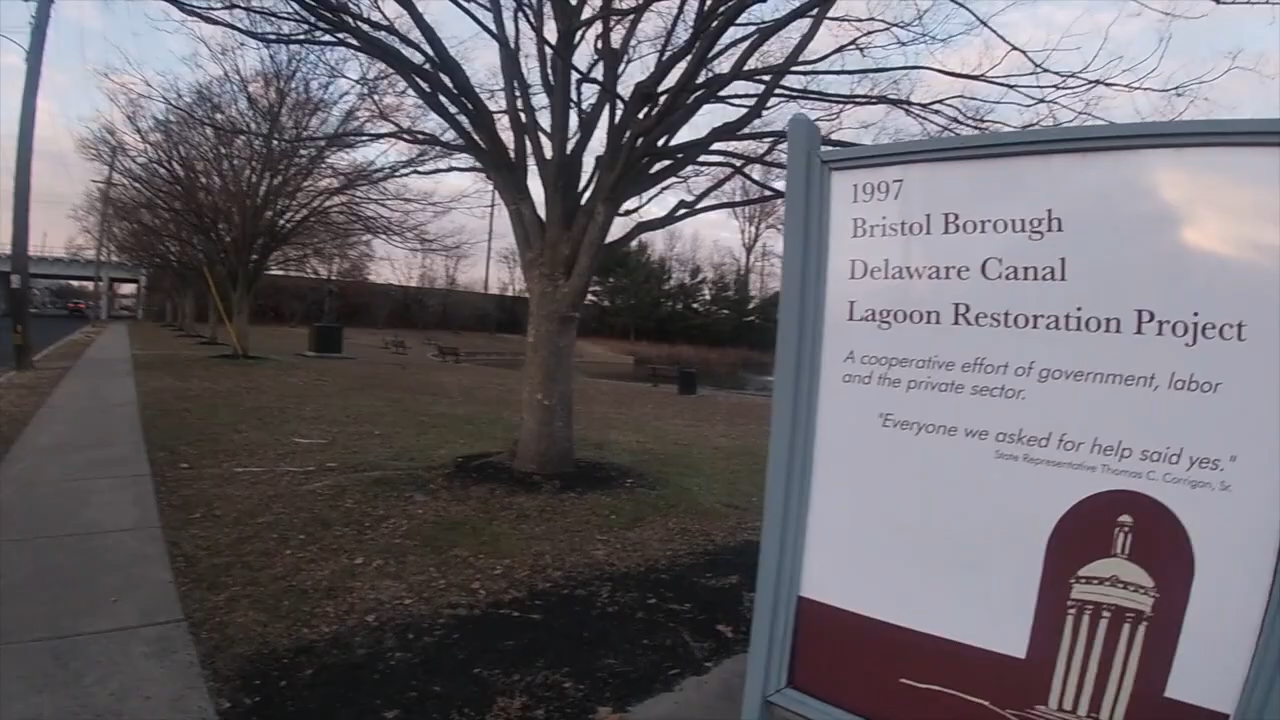 1997
Bristol Borough
Delaware Canal
Lagoon Restoration Project
A cooperative effort of government, labor
and the private sector.
"Everyone we asked for help said yes."
State Representative Thomas C. Corrigan, Sr.